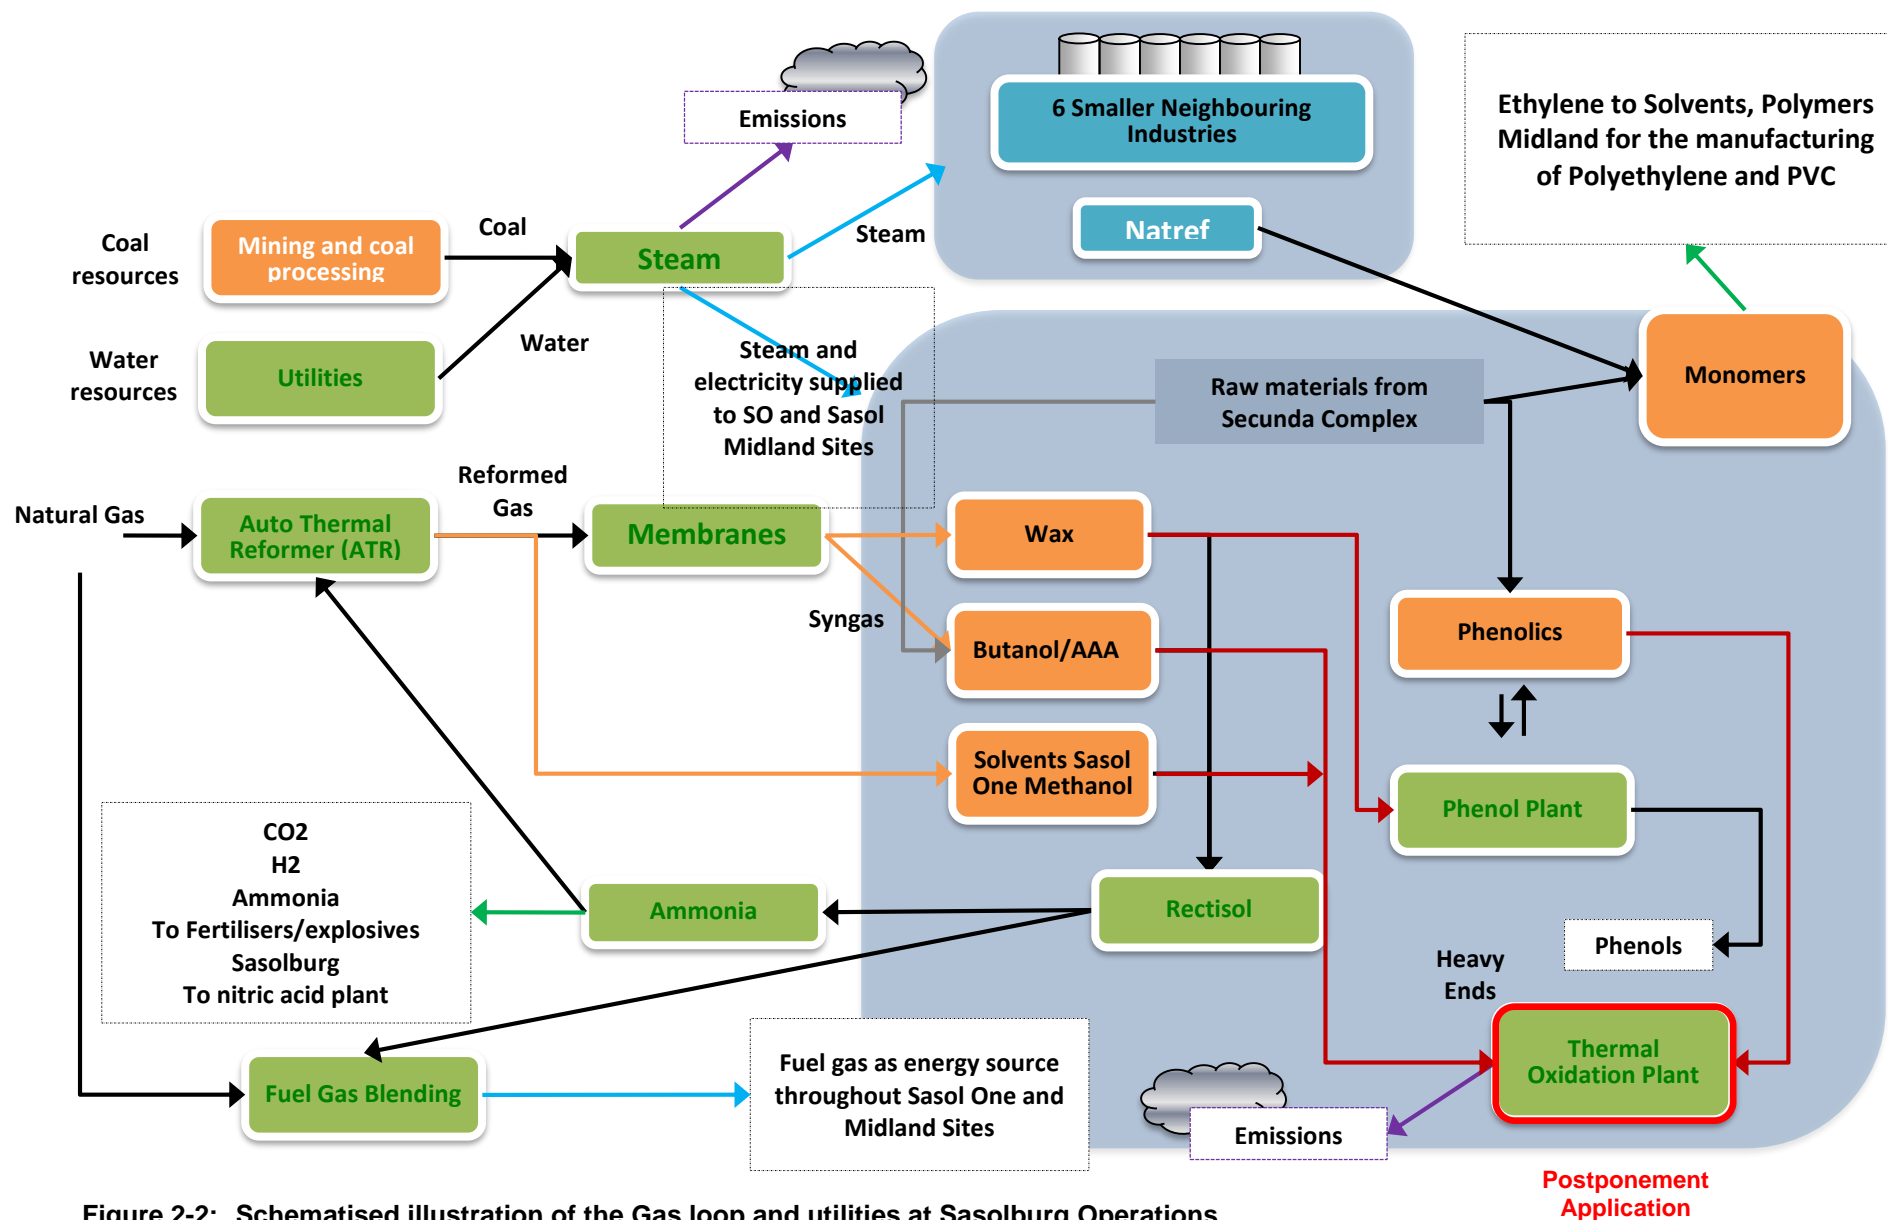 Emissions
6 Smaller Neighbouring
Industries
Ethylene to Solvents, Polymers
Midland for the manufacturing
of Polyethylene and PVC
Coal
resources
Mining and coal
processing
Coal
Steam
Steam
Natref
Water
resources
Utilities
Water
Steam and
electricity supplied
to SO and Sasol
Midland Sites
Raw materials from
Secunda Complex
Monomers
Natural Gas
Auto Thermal
Reformer (ATR)
Reformed
Gas
Membranes
Syngas
Wax
Butanol/AAA
Solvents Sasol
One Methanol
Phenolics
Phenol Plant
CO2
H2
Ammonia
To Fertilisers/explosives
Sasolburg
To nitric acid plant
Ammonia
Rectisol
Phenols
Heavy
Ends
Fuel Gas Blending
Fuel gas as energy source
throughout Sasol One and
Midland Sites
Emissions
Thermal
Oxidation Plant
Postponement
Application
Figure 2-2: Schematised illustration of the Gas loop and utilities at Sasolburg Operations